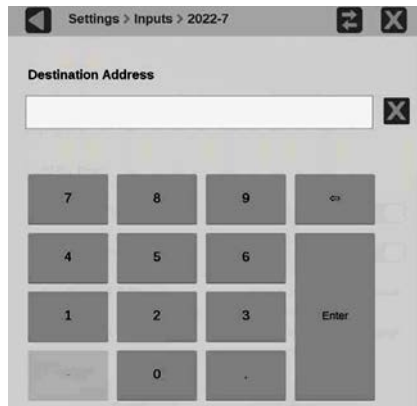 Settings > Inputs > 2022-7
Destination Address
7 8 9 ⇦
4 5 6
1 2 3 Enter
- 0 .